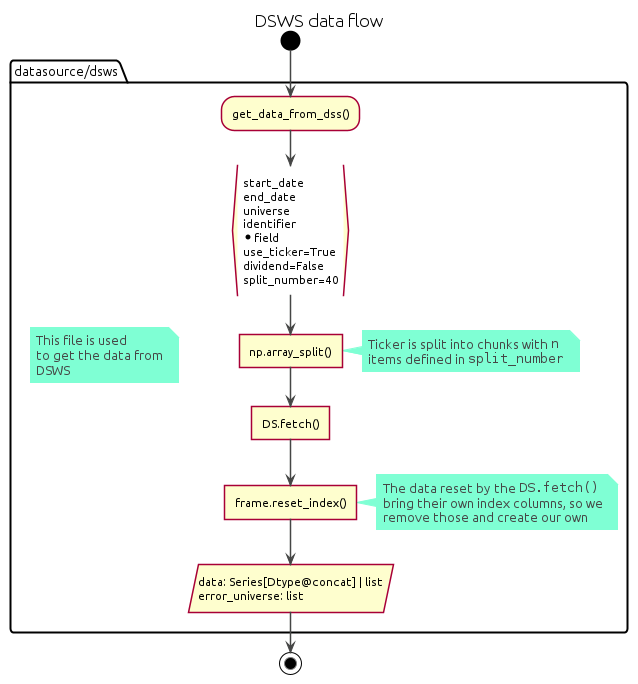 DSWS data flow
datasource/dsws
get_data_from_dss()
start_date
end_date
universe
identifier
• field
use_ticker=True
dividend=False
split_number=40
This file is used
to get the data from
DSWS
np.array_split()
Ticker is split into chunks with n
items defined in split_number
DS.fetch()
frame.reset_index()
The data reset by the DS.fetch()
bring their own index columns, so we
remove those and create our own
data: Series[Dtype@concat] | list
error_universe: list